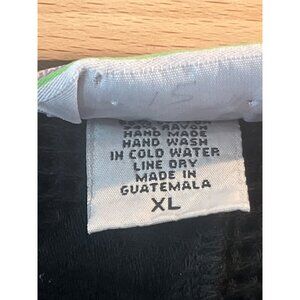 HAND MADE
HAND WASH
IN COLD WATER
LINE DRY
MADE IN
GUATEMALA
XL